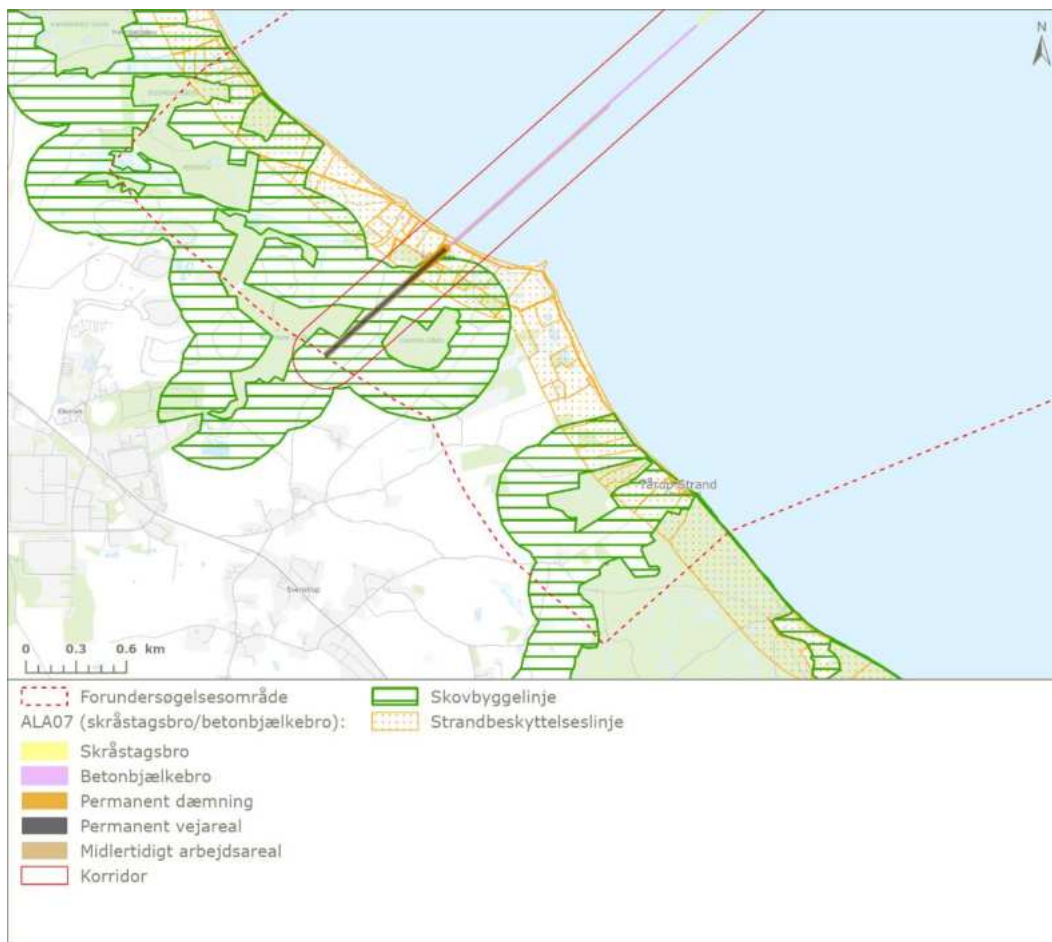 N
Tårup Strand
0 0.3 0.6 km
Forundersøgelsesområde
Skovbyggelinje
ALA07 (skråstagsbro/betonbjælkebro):
Strandbeskyttelseslinje
Skråstagsbro
Betonbjælkebro
Permanent dæmning
Permanent vejareal
Midlertidigt arbejdsareal
Korridor